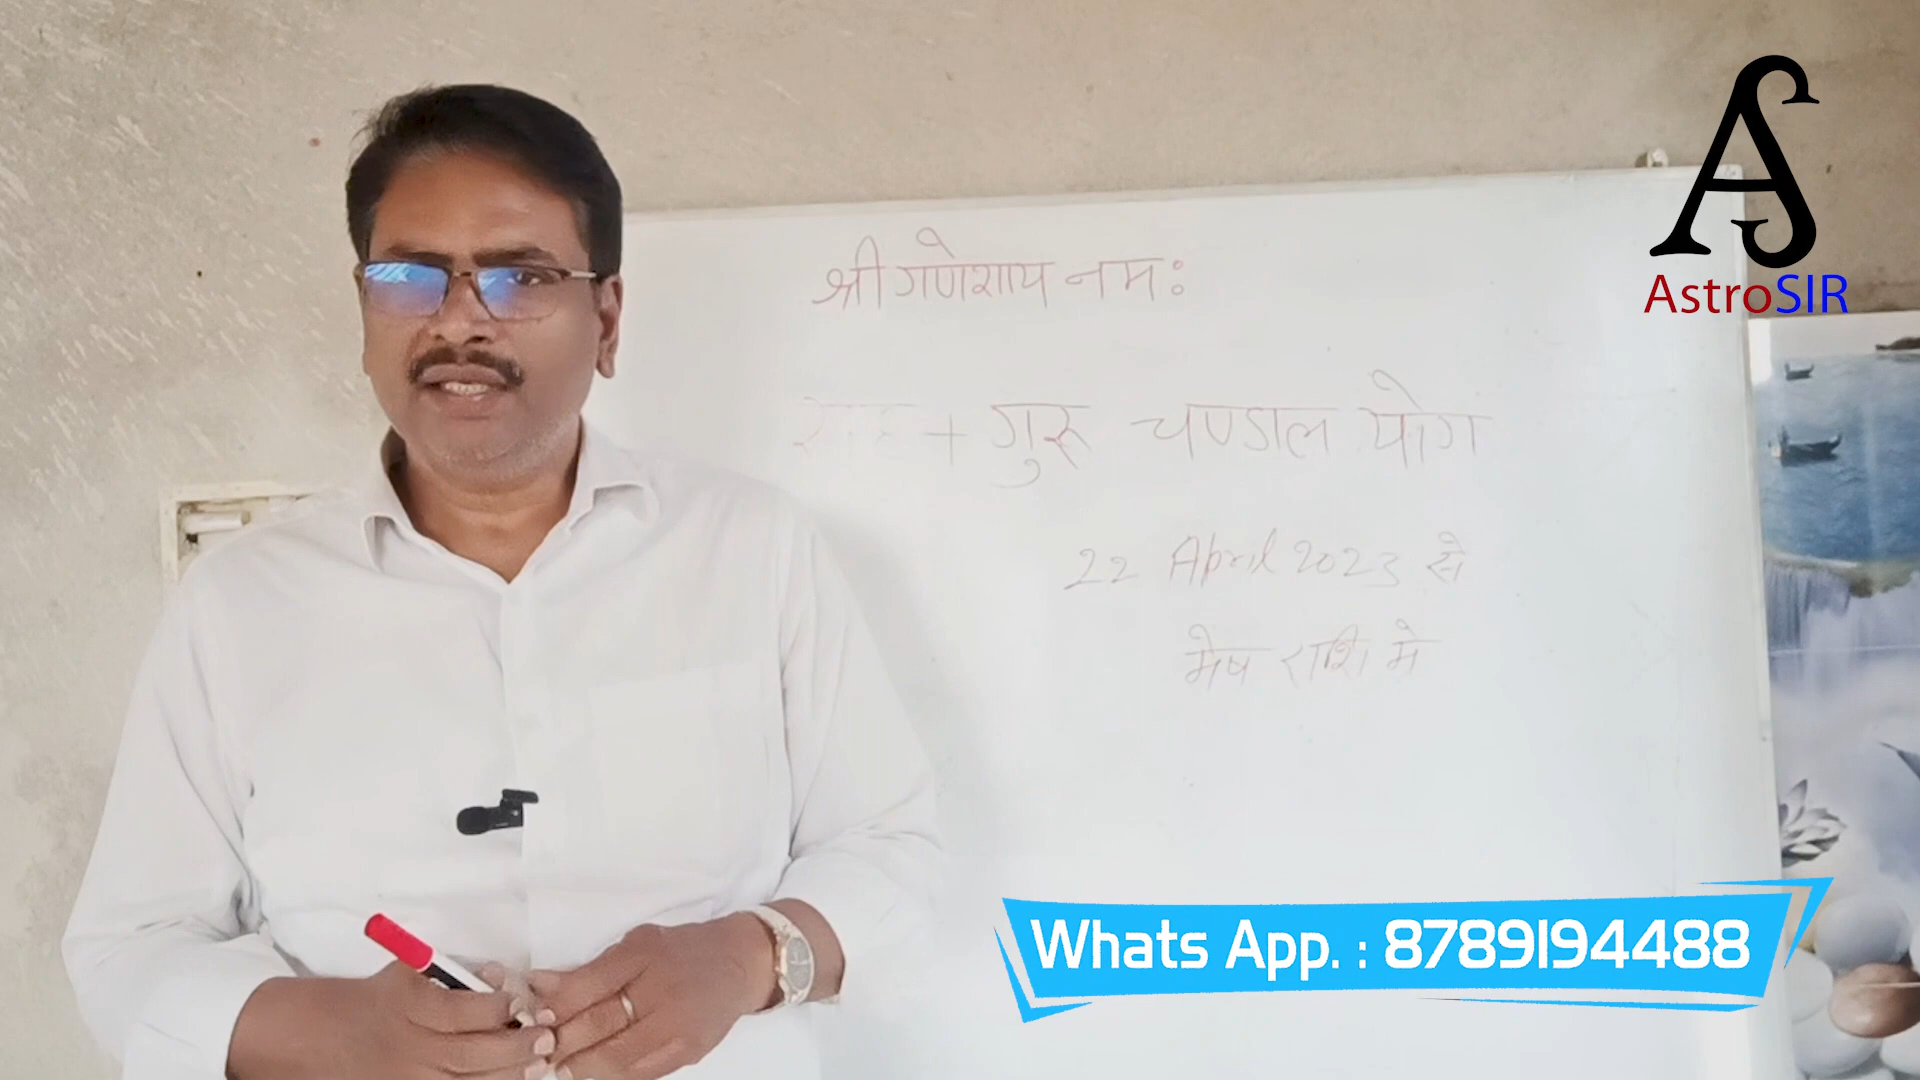 श्री गणेशाय नमः
राहु + गुरू चण्डाल योग
22 April 2023 से
मेष राशि मे
AstroSIR
Whats App. : 8789194488